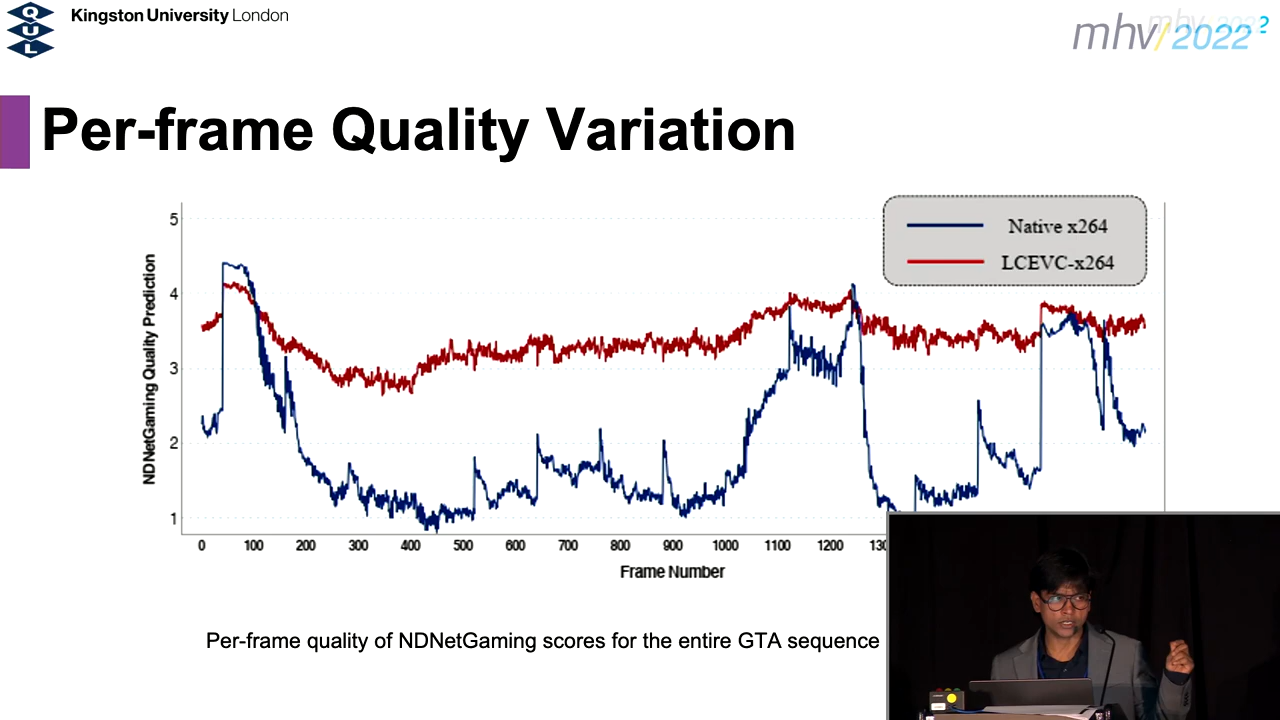 QUL
Kingston University London
mhv/2022
Per-frame Quality Variation
Native x264
LCEVC-x264
5
4
3
2
1
NDNetGaming Quality Prediction
0 100 200 300 400 500 600 700 800 900 1000 1100 1200 130
Frame Number
Per-frame quality of NDNetGaming scores for the entire GTA sequence